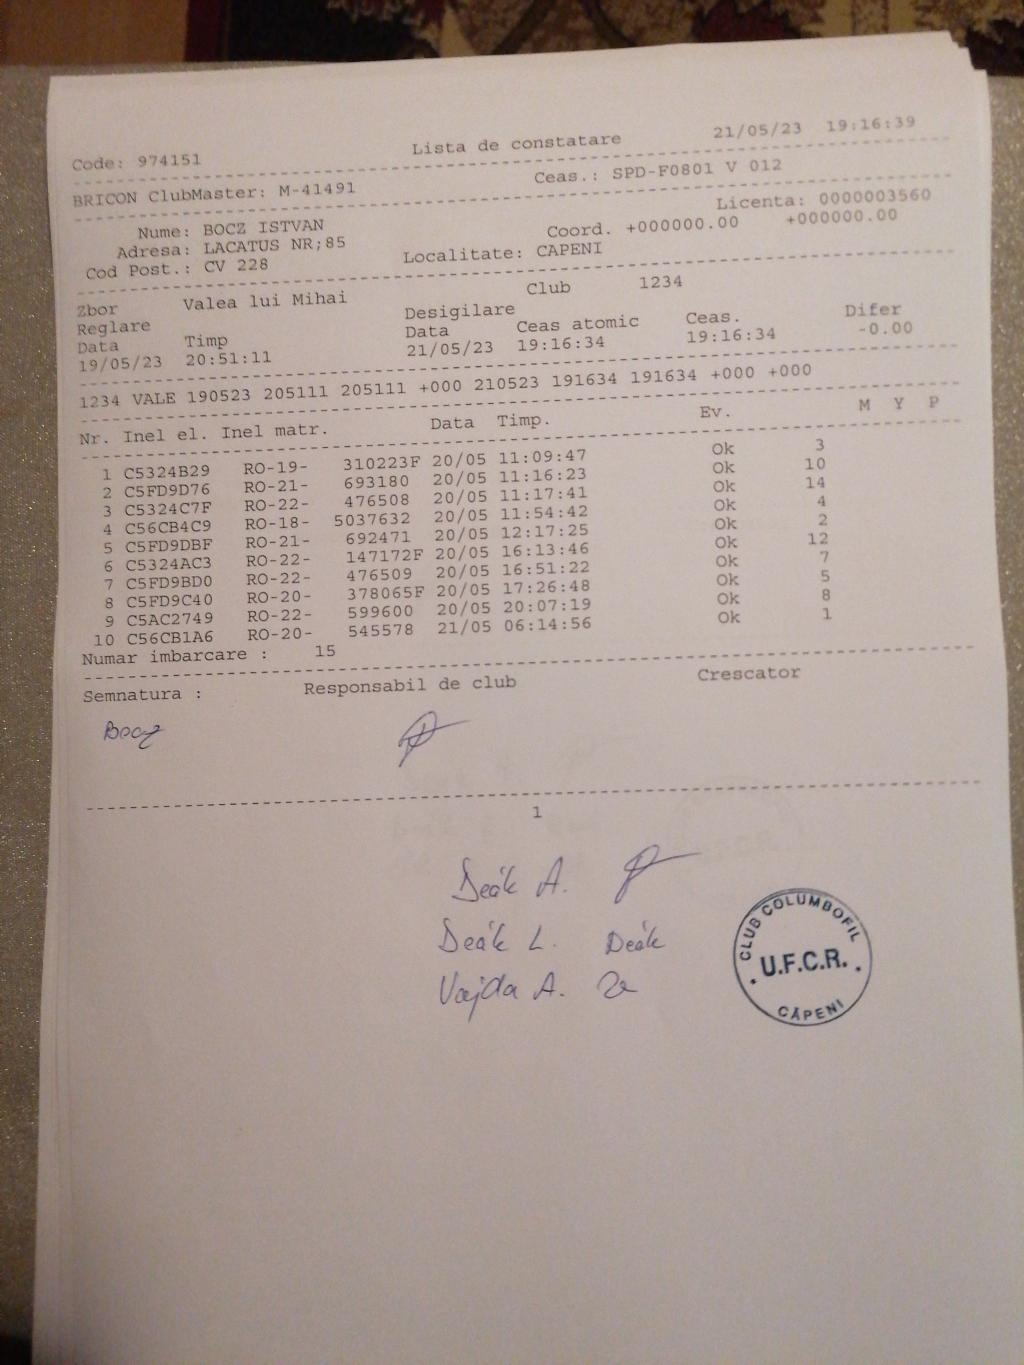 Code: 974151 Lista de constatare 21/05/23 19:16:39
BRICON ClubMaster: M-41491 Ceas.: SPD-F0801 V 012
Licenta: 0000003560
Nume: BOCZ ISTVAN Coord. +000000.00 +000000.00
Adresa: LACATUS NR;85
Cod Post.: CV 228 Localitate: CAPENI
Zbor Valea lui Mihai Club 1234
Reglare Desigilare
Data Timp Data Ceas atomic Ceas. Difer
19/05/23 20:51:11 21/05/23 19:16:34 19:16:34 -0.00
1234 VALE 190523 205111 205111 +000 210523 191634 191634 +000 +000
Nr. Inel el. Inel matr. Data Timp. Ev. M Y P
1 C5324B29 RO-19- 310223F 20/05 11:09:47 Ok 3
2 C5FD9D76 RO-21- 693180 20/05 11:16:23 Ok 10
3 C5324C7F RO-22- 476508 20/05 11:17:41 Ok 14
4 C56CB4C9 RO-18- 5037632 20/05 11:54:42 Ok 4
5 C5FD9DBF RO-21- 692471 20/05 12:17:25 Ok 2
6 C5324AC3 RO-22- 147172F 20/05 16:13:46 Ok 12
7 C5FD9BD0 RO-22- 476509 20/05 16:51:22 Ok 7
8 C5FD9C40 RO-20- 378065F 20/05 17:26:48 Ok 5
9 C5AC2749 RO-22- 599600 20/05 20:07:19 Ok 8
10 C56CB1A6 RO-20- 545578 21/05 06:14:56 Ok 1
Numar imbarcare : 15
Semnatura : Responsabil de club Crescator
Bocz
1
Deák A.
Deák L. Deák
Vajda A.
CLUB COLUMBOFIL
U.F.C.R.
CĂPENI